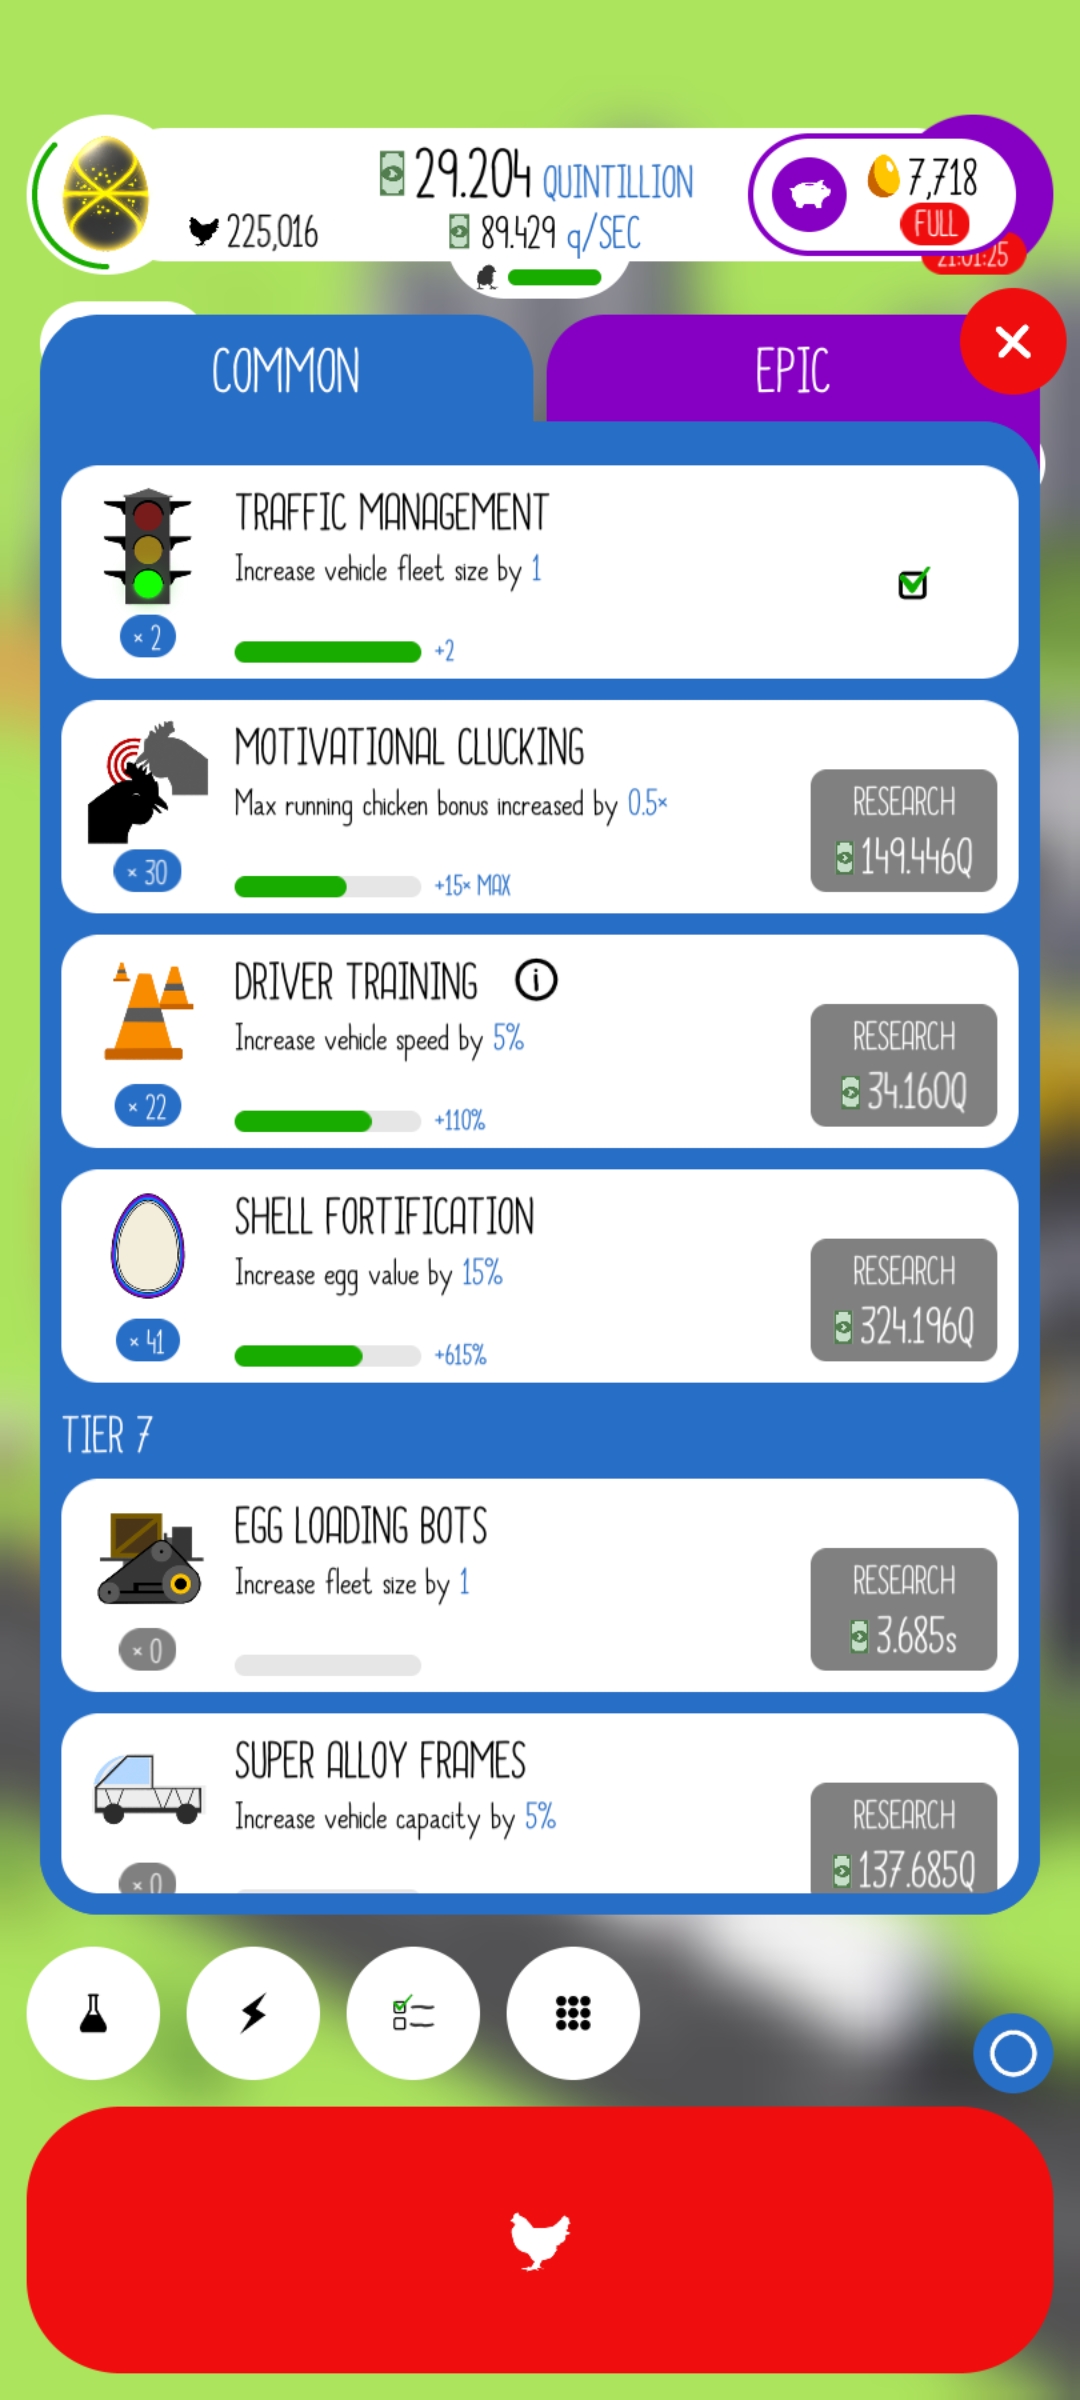 29.204 QUINTILLION
225,016
89.429 q/SEC
7,718
FULL
21:01:25
COMMON
EPIC
TRAFFIC MANAGEMENT
Increase vehicle fleet size by 1
× 2
+2
MOTIVATIONAL CLUCKING
Max running chicken bonus increased by 0.5×
RESEARCH
149.446Q
× 30
+15× MAX
DRIVER TRAINING i
Increase vehicle speed by 5%
RESEARCH
34.160Q
× 22
+110%
SHELL FORTIFICATION
Increase egg value by 15%
RESEARCH
324.196Q
× 41
+615%
TIER 7
EGG LOADING BOTS
Increase fleet size by 1
RESEARCH
3.685s
× 0
SUPER ALLOY FRAMES
Increase vehicle capacity by 5%
RESEARCH
137.685Q
× 0